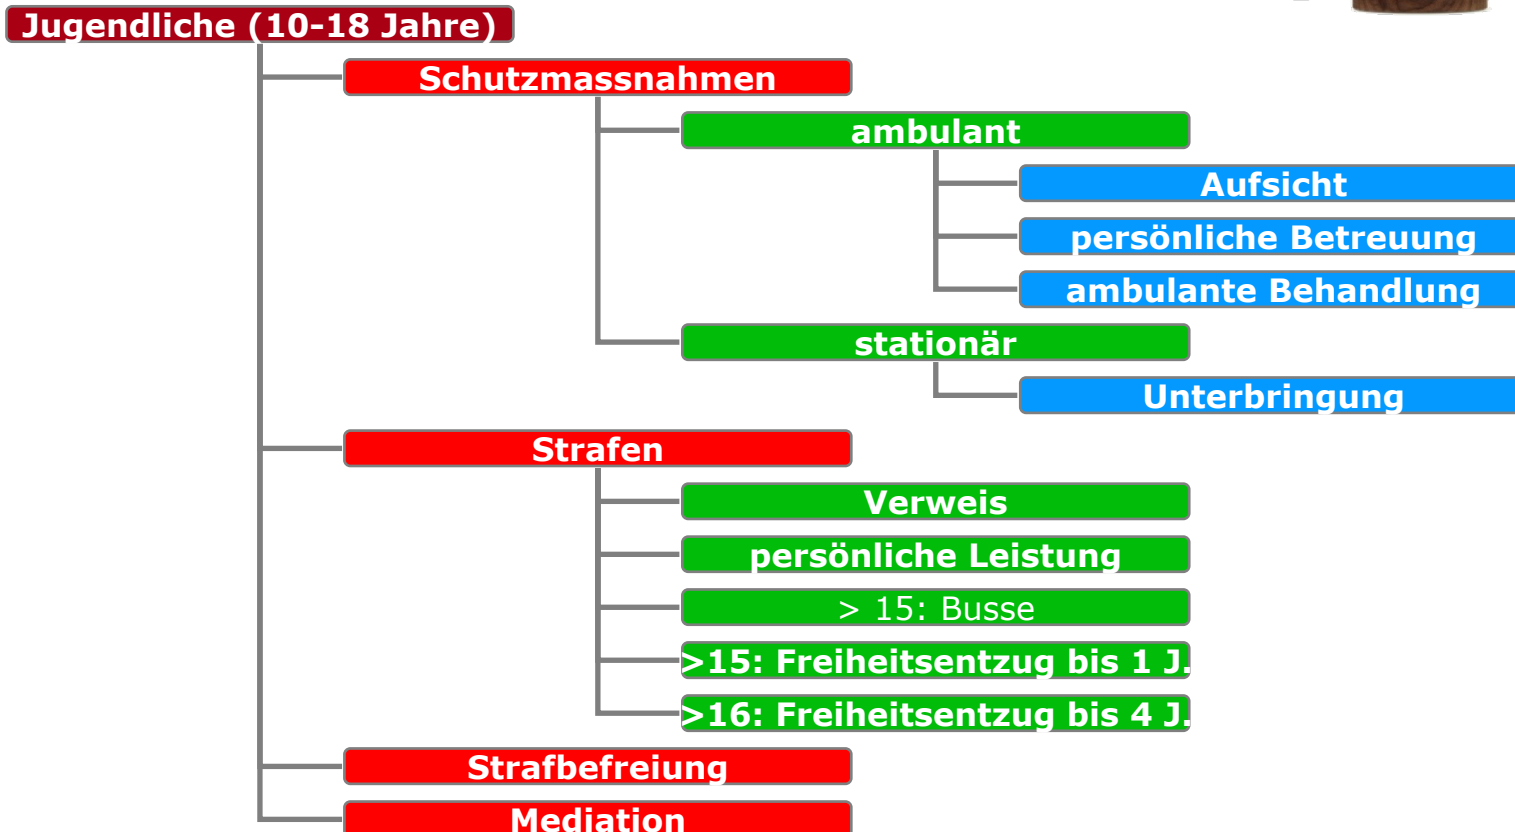 Jugendliche (10-18 Jahre)
Schutzmassnahmen
ambulant
Aufsicht
persönliche Betreuung
ambulante Behandlung
stationär
Unterbringung
Strafen
Verweis
persönliche Leistung
> 15: Busse
>15: Freiheitsentzug bis 1 J.
>16: Freiheitsentzug bis 4 J.
Strafbefreiung
Mediation